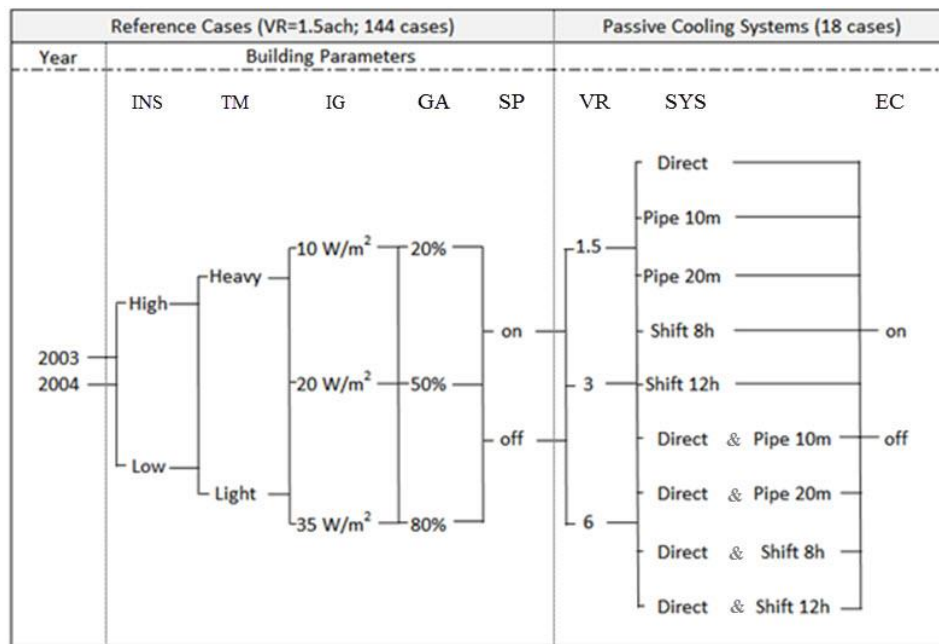 Reference Cases (VR=1.5ach; 144 cases) Passive Cooling Systems (18 cases)
Year Building Parameters
INS TM IG GA SP VR SYS EC
Direct
Pipe 10m
10 W/m² 20% 1.5
Heavy Pipe 20m
High
on Shift 8h on
2003
2004 20 W/m² 50% 3 Shift 12h
off Direct & Pipe 10m off
Low
Light Direct & Pipe 20m
35 W/m² 80% 6
Direct & Shift 8h
Direct & Shift 12h